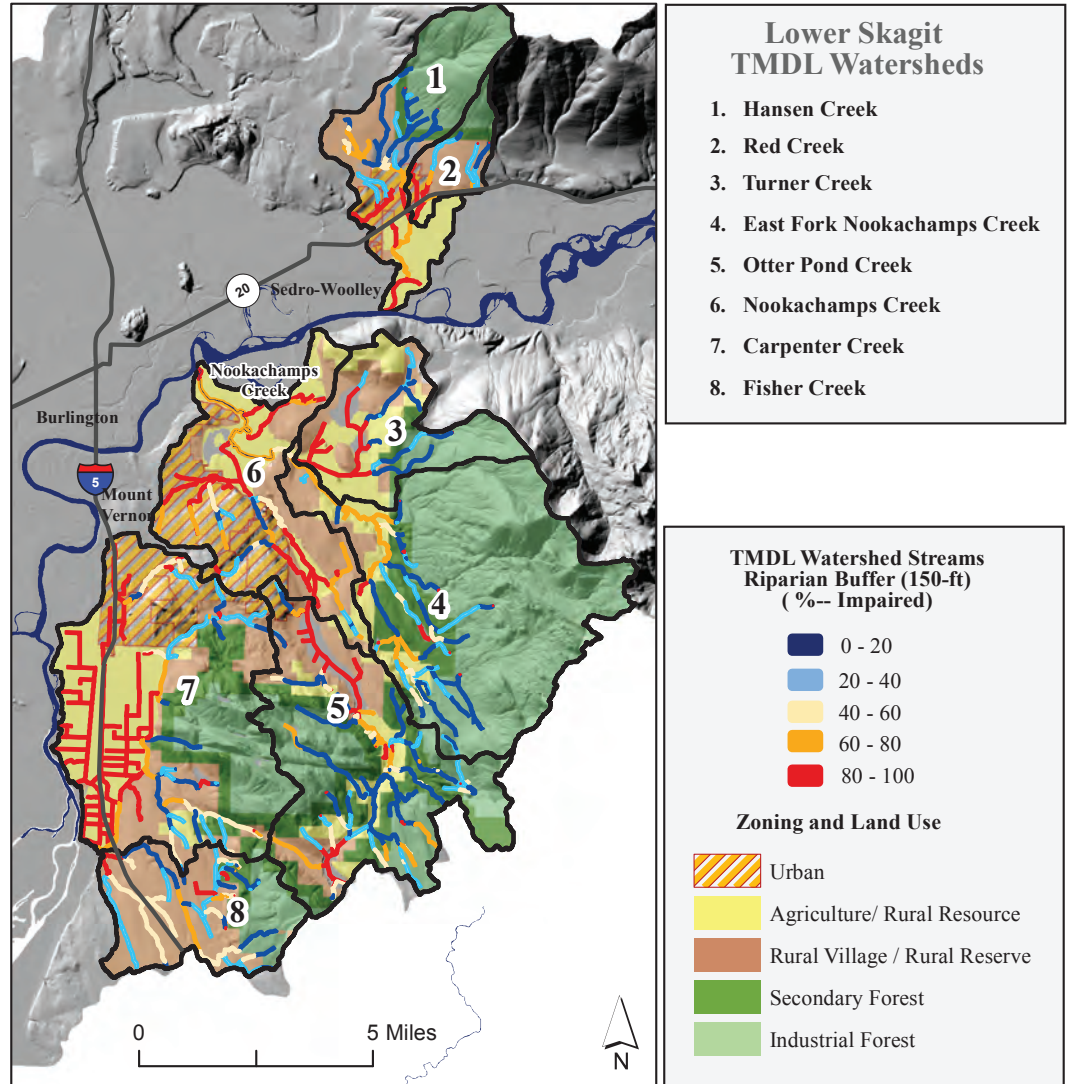 1
2
20
Sedro-Woolley
Nookachamps
Creek
Burlington
3
6
5
Mount
Vernon
4
7
5
8
0
5 Miles
N
Lower Skagit
TMDL Watersheds
1. Hansen Creek
2. Red Creek
3. Turner Creek
4. East Fork Nookachamps Creek
5. Otter Pond Creek
6. Nookachamps Creek
7. Carpenter Creek
8. Fisher Creek
TMDL Watershed Streams
Riparian Buffer (150-ft)
( %-- Impaired)
0 - 20
20 - 40
40 - 60
60 - 80
80 - 100
Zoning and Land Use
Urban
Agriculture/ Rural Resource
Rural Village / Rural Reserve
Secondary Forest
Industrial Forest